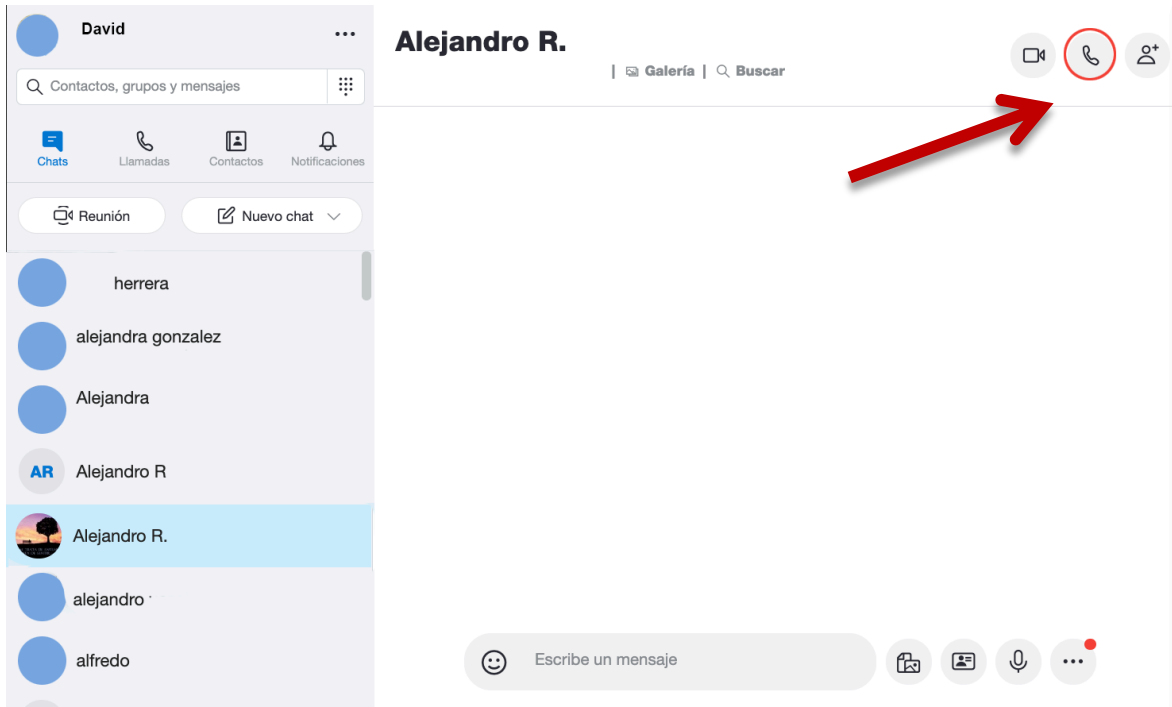 David
Contactos, grupos y mensajes
Chats
Llamadas
Contactos
Notificaciones
Reunión
Nuevo chat
herrera
alejandra gonzalez
Alejandra
AR
Alejandro R
Alejandro R.
alejandro
alfredo
Alejandro R.
| Galería | Buscar
Escribe un mensaje